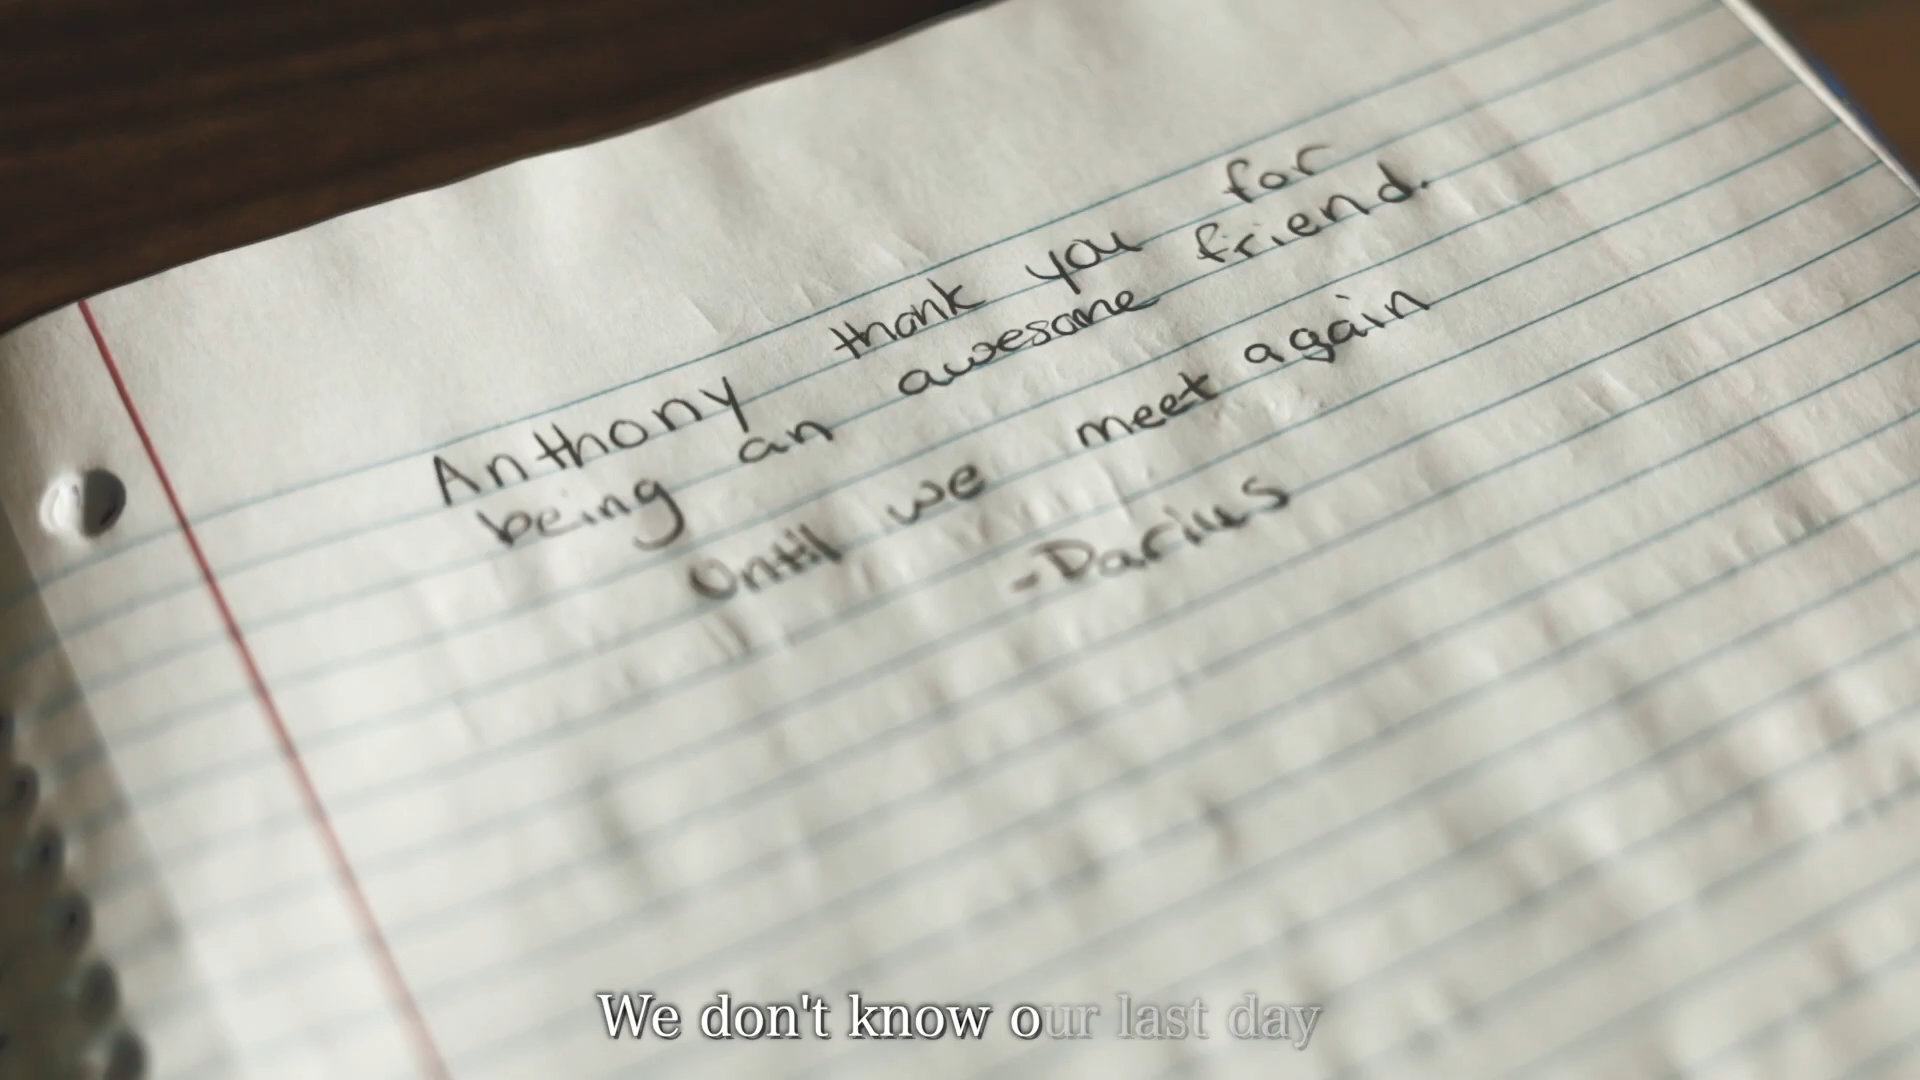 Anthony thank you for
being an awesome friend.
Until we meet again
-Darius
We don't know our last day